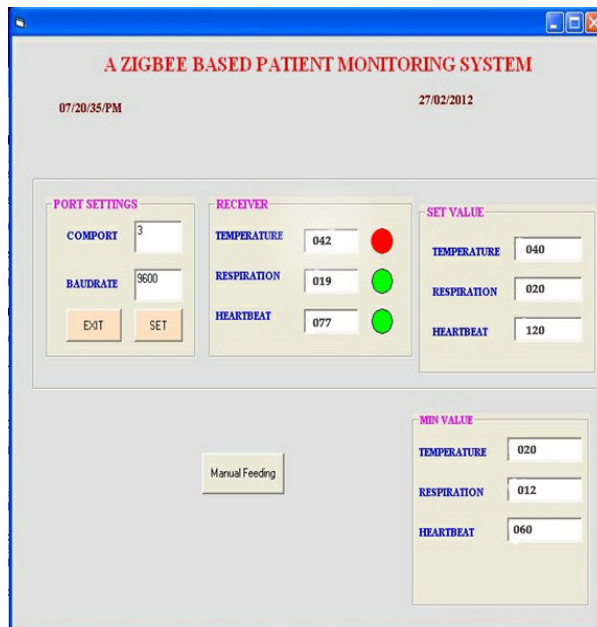 A ZIGBEE BASED PATIENT MONITORING SYSTEM
07/20/35/PM
27/02/2012
PORT SETTINGS
COMPORT 3
BAUDRATE 9600
EXIT SET
RECEIVER
TEMPERATURE 042
RESPIRATION 019
HEARTBEAT 077
SET VALUE
TEMPERATURE 040
RESPIRATION 020
HEARTBEAT 120
Manual Feeding
MIN VALUE
TEMPERATURE 020
RESPIRATION 012
HEARTBEAT 060